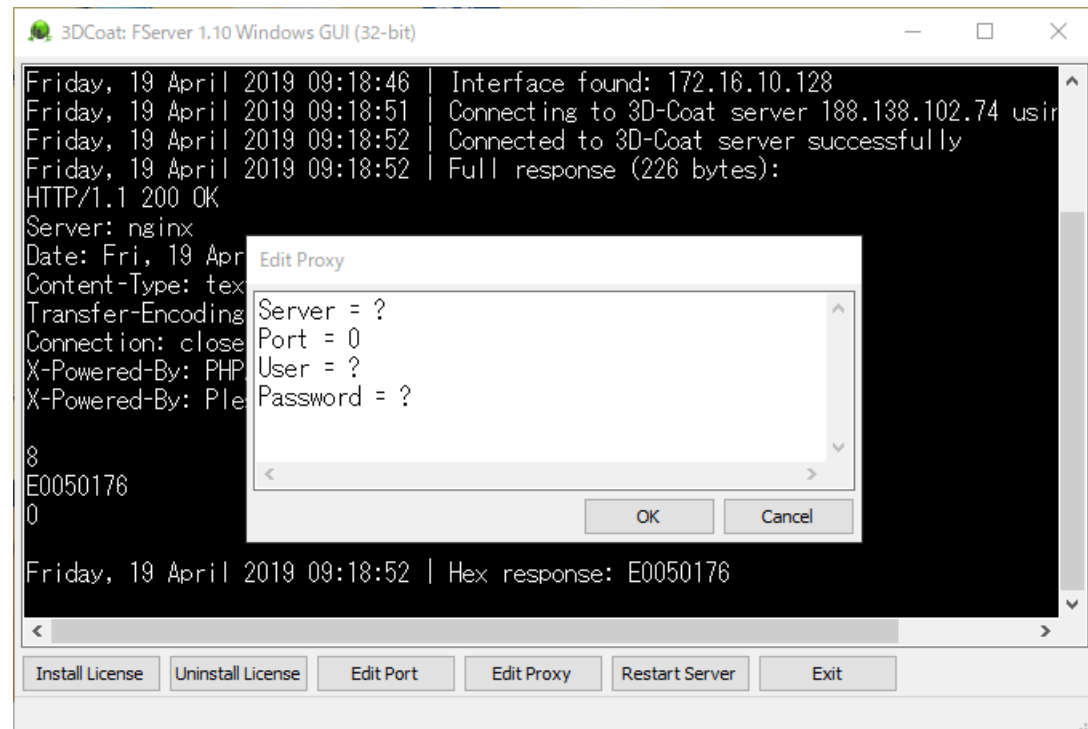 3DCoat: FServer 1.10 Windows GUI (32-bit)
Friday, 19 April 2019 09:18:46 | Interface found: 172.16.10.128
Friday, 19 April 2019 09:18:51 | Connecting to 3D-Coat server 188.138.102.74 usin
Friday, 19 April 2019 09:18:52 | Connected to 3D-Coat server successfully
Friday, 19 April 2019 09:18:52 | Full response (226 bytes):
HTTP/1.1 200 OK
Server: nginx
Date: Fri, 19 Apr
Content-Type: tex
Transfer-Encoding
Connection: close
X-Powered-By: PHP
X-Powered-By: Ple
8
E0050176
0
Friday, 19 April 2019 09:18:52 | Hex response: E0050176
Edit Proxy
Server = ?
Port = 0
User = ?
Password = ?
OK
Cancel
Install License
Uninstall License
Edit Port
Edit Proxy
Restart Server
Exit